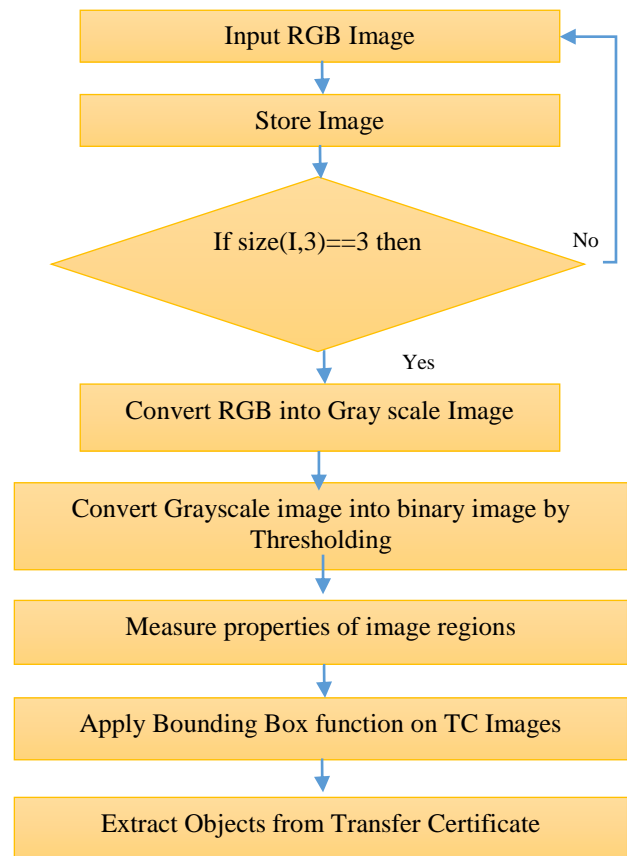 Input RGB Image
Store Image
If size(I,3)==3 then
No
Yes
Convert RGB into Gray scale Image
Convert Grayscale image into binary image by
Thresholding
Measure properties of image regions
Apply Bounding Box function on TC Images
Extract Objects from Transfer Certificate